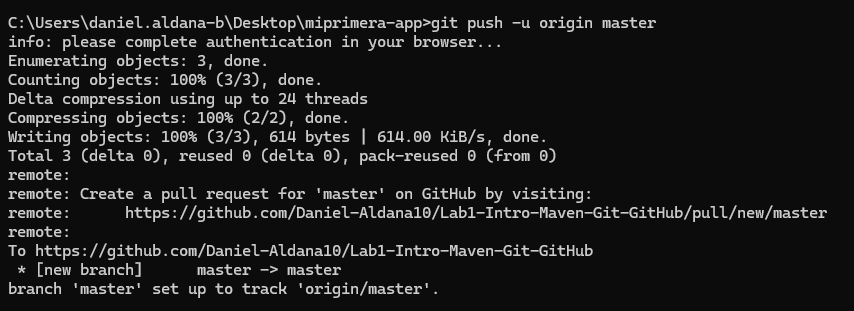 C:\Users\daniel.aldana-b\Desktop\miprimera-app>git push -u origin master
info: please complete authentication in your browser...
Enumerating objects: 3, done.
Counting objects: 100% (3/3), done.
Delta compression using up to 24 threads
Compressing objects: 100% (2/2), done.
Writing objects: 100% (3/3), 614 bytes | 614.00 KiB/s, done.
Total 3 (delta 0), reused 0 (delta 0), pack-reused 0 (from 0)
remote:
remote: Create a pull request for 'master' on GitHub by visiting:
remote:      https://github.com/Daniel-Aldana10/Lab1-Intro-Maven-Git-GitHub/pull/new/master
remote:
To https://github.com/Daniel-Aldana10/Lab1-Intro-Maven-Git-GitHub
 * [new branch]      master -> master
branch 'master' set up to track 'origin/master'.